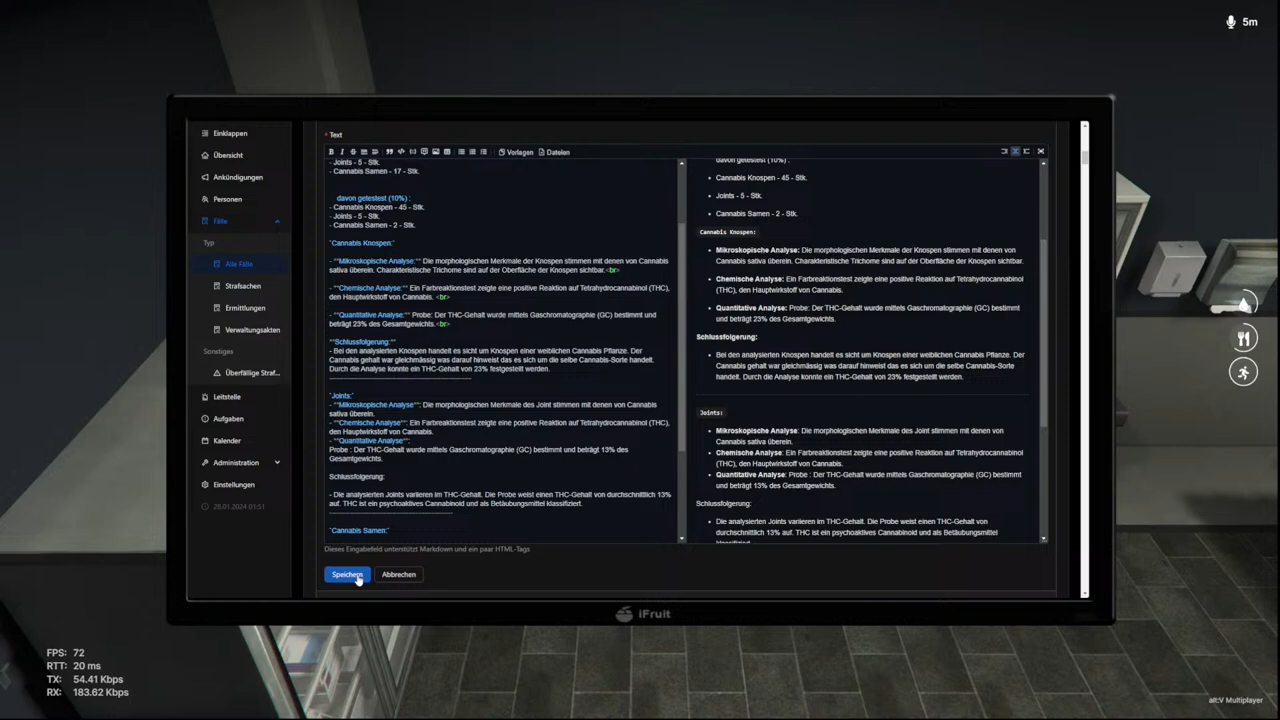 5m
Einklappen
Übersicht
Ankündigungen
Personen
Fälle
Typ
Alle Fälle
Strafsachen
Ermittlungen
Verwaltungsakten
Sonstiges
Überfällige Straf...
Leitstelle
Aufgaben
Kalender
Administration
Einstellungen
28.01.2024 01:51
* Text
Vorlagen
Dateien
- Joints - 5 - Stk.
- Cannabis Samen - 17 - Stk.
davon getestest (10%) :
- Cannabis Knospen - 45 - Stk.
- Joints - 5 - Stk.
- Cannabis Samen - 2 - Stk.
`Cannabis Knospen:`
- **Mikroskopische Analyse:** Die morphologischen Merkmale der Knospen stimmen mit denen von Cannabis
sativa überein. Charakteristische Trichome sind auf der Oberfläche der Knospen sichtbar.<br>
- **Chemische Analyse:** Ein Farbreaktionstest zeigte eine positive Reaktion auf Tetrahydrocannabinol (THC),
den Hauptwirkstoff von Cannabis. <br>
- **Quantitative Analyse:** Probe: Der THC-Gehalt wurde mittels Gaschromatographie (GC) bestimmt und
beträgt 23% des Gesamtgewichts.<br>
**Schlussfolgerung:**
- Bei den analysierten Knospen handelt es sicht um Knospen einer weiblichen Cannabis Pflanze. Der
Cannabis gehalt war gleichmässig was darauf hinweist das es sich um die selbe Cannabis-Sorte handelt.
Durch die Analyse konnte ein THC-Gehalt von 23% festgestellt werden.
`Joints:`
- **Mikroskopische Analyse**: Die morphologischen Merkmale des Joint stimmen mit denen von Cannabis
sativa überein.
- **Chemische Analyse**: Ein Farbreaktionstest zeigte eine positive Reaktion auf Tetrahydrocannabinol (THC),
den Hauptwirkstoff von Cannabis.
- **Quantitative Analyse**:
Probe : Der THC-Gehalt wurde mittels Gaschromatographie (GC) bestimmt und beträgt 13% des
Gesamtgewichts.
Schlussfolgerung:
- Die analysierten Joints variieren im THC-Gehalt. Die Probe weist einen THC-Gehalt von durchschnittlich 13%
auf. THC ist ein psychoaktives Cannabinoid und als Betäubungsmittel klassifiziert.
`Cannabis Samen:`
davon getestest (10%) :
Cannabis Knospen - 45 - Stk.
Joints - 5 - Stk.
Cannabis Samen - 2 - Stk.
Cannabis Knospen:
Mikroskopische Analyse: Die morphologischen Merkmale der Knospen stimmen mit denen von
Cannabis sativa überein. Charakteristische Trichome sind auf der Oberfläche der Knospen sichtbar.
Chemische Analyse: Ein Farbreaktionstest zeigte eine positive Reaktion auf Tetrahydrocannabinol
(THC), den Hauptwirkstoff von Cannabis.
Quantitative Analyse: Probe: Der THC-Gehalt wurde mittels Gaschromatographie (GC) bestimmt
und beträgt 23% des Gesamtgewichts.
Schlussfolgerung:
Bei den analysierten Knospen handelt es sicht um Knospen einer weiblichen Cannabis Pflanze. Der
Cannabis gehalt war gleichmässig was darauf hinweist das es sich um die selbe Cannabis-Sorte
handelt. Durch die Analyse konnte ein THC-Gehalt von 23% festgestellt werden.
Joints:
Mikroskopische Analyse: Die morphologischen Merkmale des Joint stimmen mit denen von
Cannabis sativa überein.
Chemische Analyse: Ein Farbreaktionstest zeigte eine positive Reaktion auf Tetrahydrocannabinol
(THC), den Hauptwirkstoff von Cannabis.
Quantitative Analyse: Probe : Der THC-Gehalt wurde mittels Gaschromatographie (GC) bestimmt
und beträgt 13% des Gesamtgewichts.
Schlussfolgerung:
Die analysierten Joints variieren im THC-Gehalt. Die Probe weist einen THC-Gehalt von
durchschnittlich 13% auf. THC ist ein psychoaktives Cannabinoid und als Betäubungsmittel
klassifiziert.
Dieses Eingabefeld unterstützt Markdown und ein paar HTML-Tags
Speichern
Abbrechen
iFruit
FPS: 72
RTT: 20 ms
TX: 54.41 Kbps
RX: 183.62 Kbps
alt:V Multiplayer